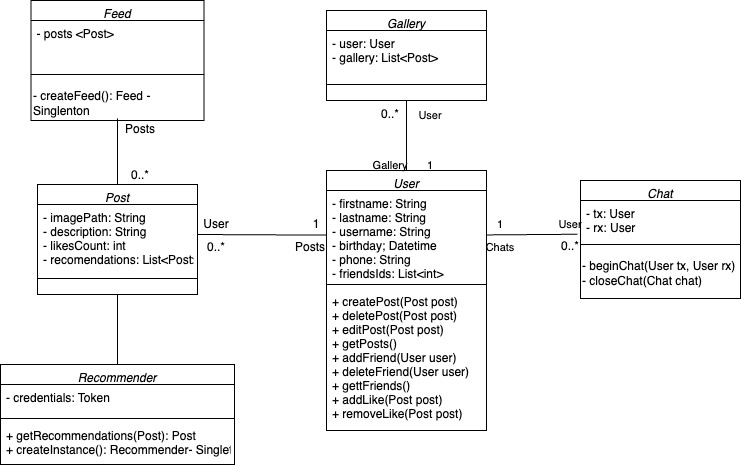 Feed
- posts <Post>
- createFeed(): Feed -
Singlenton
Posts
0..*
Gallery
- user: User
- gallery: List<Post>
0..*
User
Gallery
1
Post
- imagePath: String
- description: String
- likesCount: int
- recomendations: List<Post:
User
0..*
1
Posts
User
- firstname: String
- lastname: String
- username: String
- birthday; Datetime
- phone: String
- friendsIds: List<int>
+ createPost(Post post)
+ deletePost(Post post)
+ editPost(Post post)
+ getPosts()
+ addFriend(User user)
+ deleteFriend(User user)
+ gettFriends()
+ addLike(Post post)
+ removeLike(Post post)
1
Chats
User
0..*
Chat
- tx: User
- rx: User
- beginChat(User tx, User rx)
- closeChat(Chat chat)
Recommender
- credentials: Token
+ getRecommendations(Post): Post
+ createInstance(): Recommender- Singlet